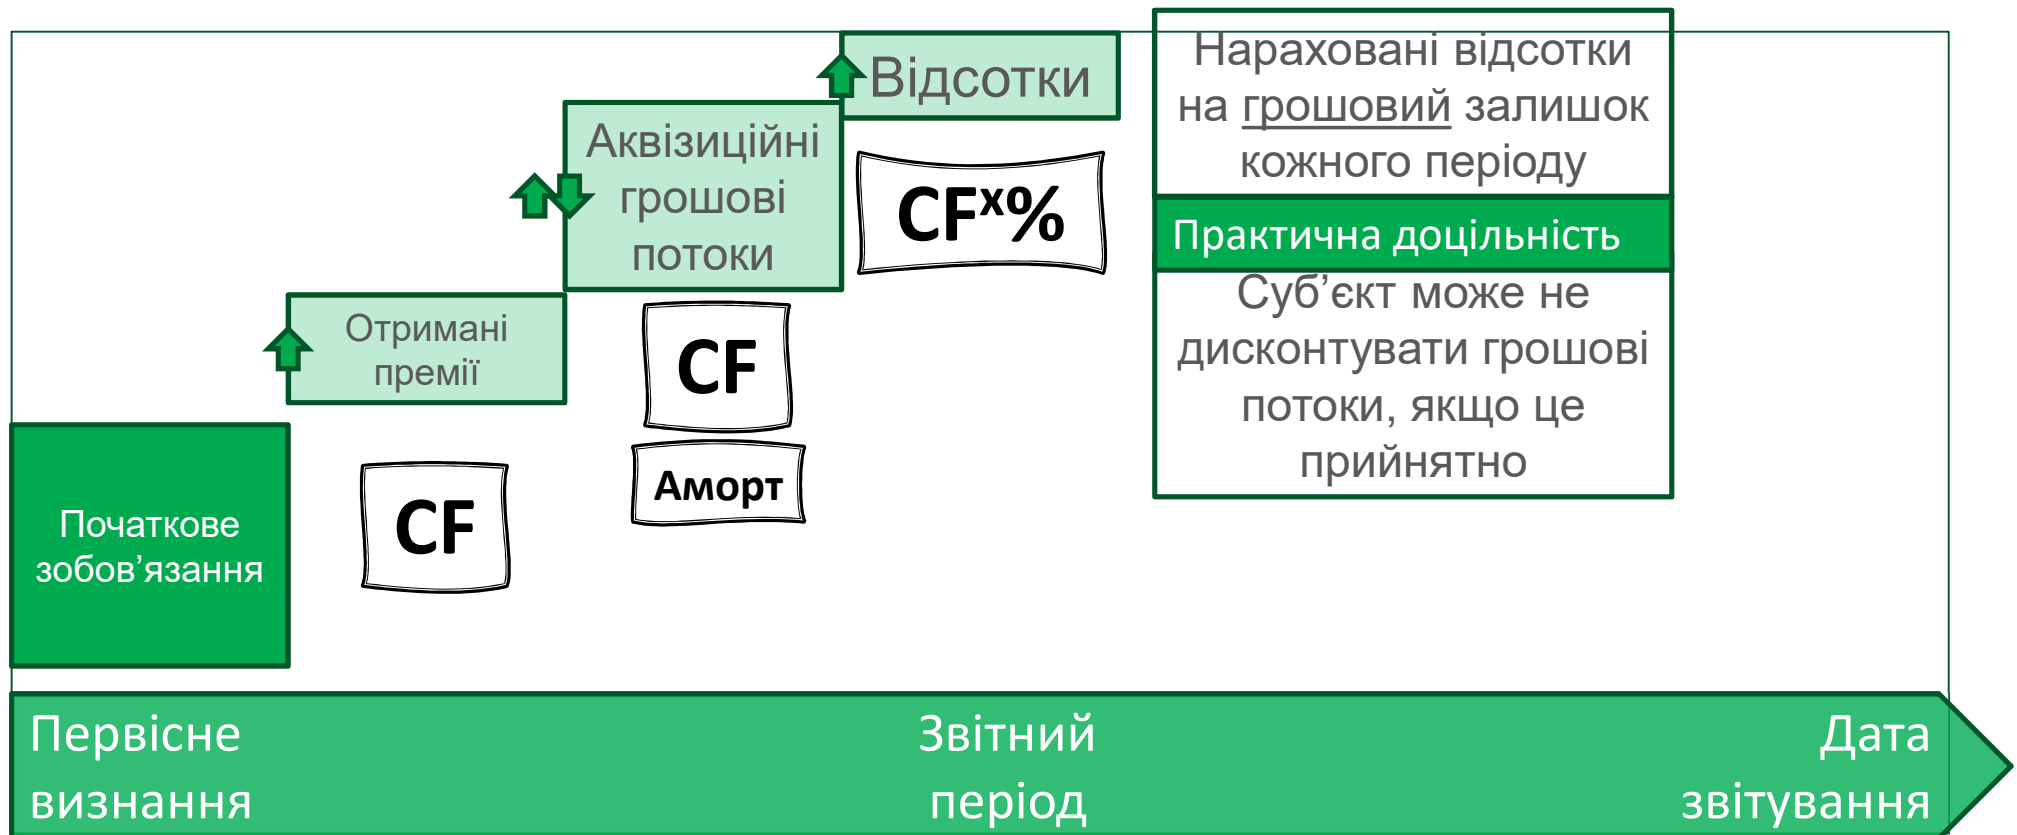 Відсотки
Нараховані відсотки
на грошовий залишок
кожного періоду
Аквізиційні
грошові
потоки
CFˣ%
Практична доцільність
Суб’єкт може не
дисконтувати грошові
потоки, якщо це
прийнятно
Отримані
премії
CF
Аморт
CF
Початкове
зобов’язання
Первісне
визнання
Звітний
період
Дата
звітування